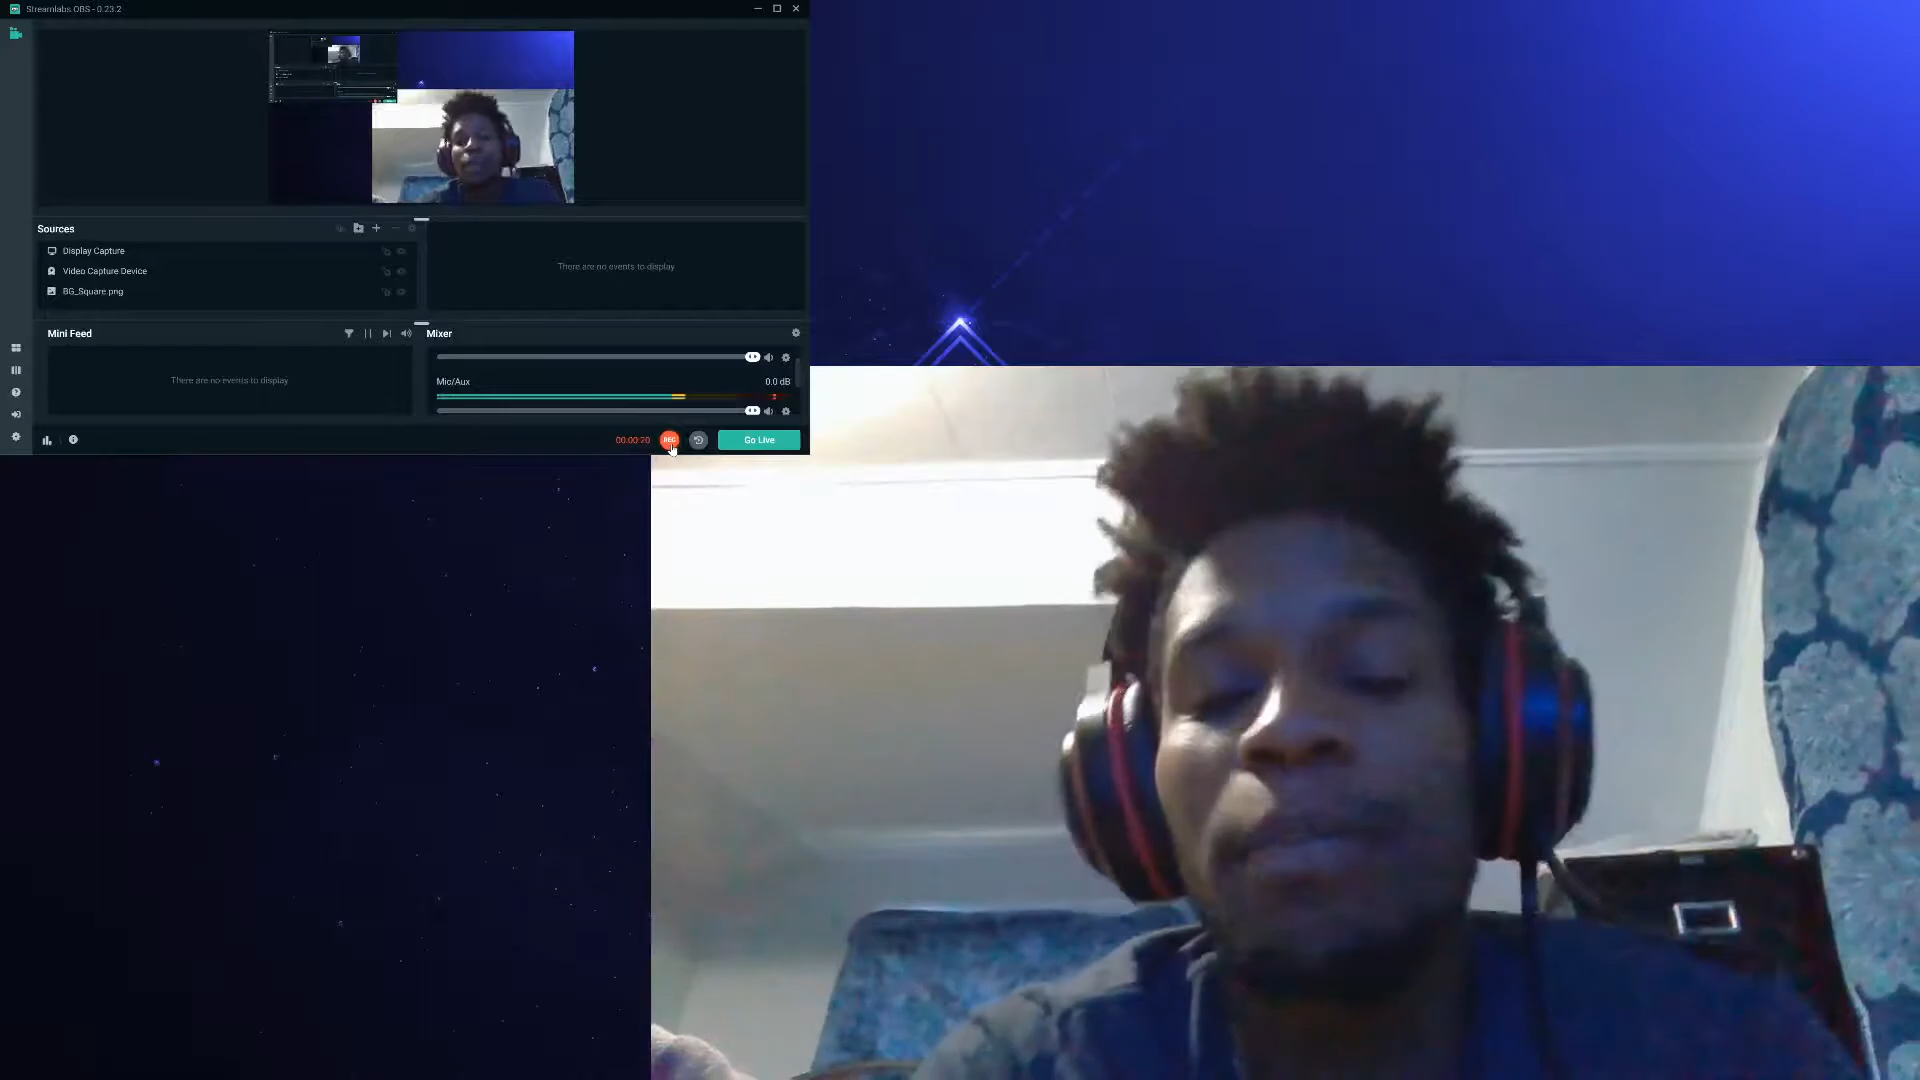 Streamlabs OBS - 0.23.2
Sources
Display Capture
Video Capture Device
BG_Square.png
There are no events to display
Mini Feed
There are no events to display
Mixer
Mic/Aux 0.0 dB
00:00:20 REC Go Live